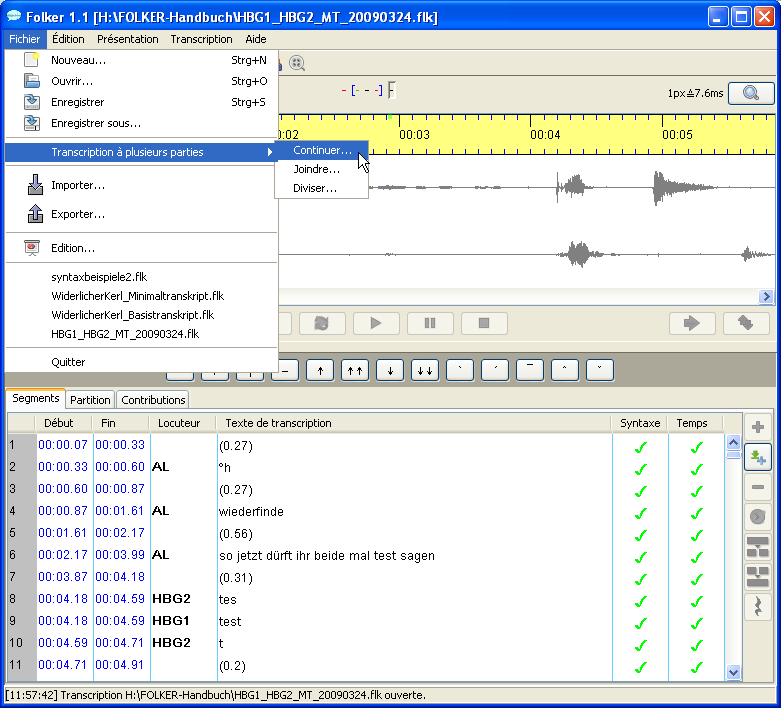 Folker 1.1 [H:\FOLKER-Handbuch\HBG1_HBG2_MT_20090324.flk]
Fichier Édition Présentation Transcription Aide
Nouveau... Strg+N
Ouvrir... Strg+O
Enregistrer Strg+S
Enregistrer sous...
Transcription à plusieurs parties
Continuer...
Joindre...
Diviser...
Importer...
Exporter...
Edition...
syntaxbeispiele2.flk
WiderlicherKerl_Minimaltranskript.flk
WiderlicherKerl_Basistranskript.flk
HBG1_HBG2_MT_20090324.flk
Quitter
1px≙7.6ms
0:02 00:03 00:04 00:05
Segments Partition Contributions
Début Fin Locuteur Texte de transcription Syntaxe Temps
1 00:00.07 00:00.33 (0.27)
2 00:00.33 00:00.60 AL °h
3 00:00.60 00:00.87 (0.27)
4 00:00.87 00:01.61 AL wiederfinde
5 00:01.61 00:02.17 (0.56)
6 00:02.17 00:03.99 AL so jetzt dürft ihr beide mal test sagen
7 00:03.87 00:04.18 (0.31)
8 00:04.18 00:04.59 HBG2 tes
9 00:04.18 00:04.59 HBG1 test
10 00:04.59 00:04.71 HBG2 t
11 00:04.71 00:04.91 (0.2)
[11:57:42] Transcription H:\FOLKER-Handbuch\HBG1_HBG2_MT_20090324.flk ouverte.